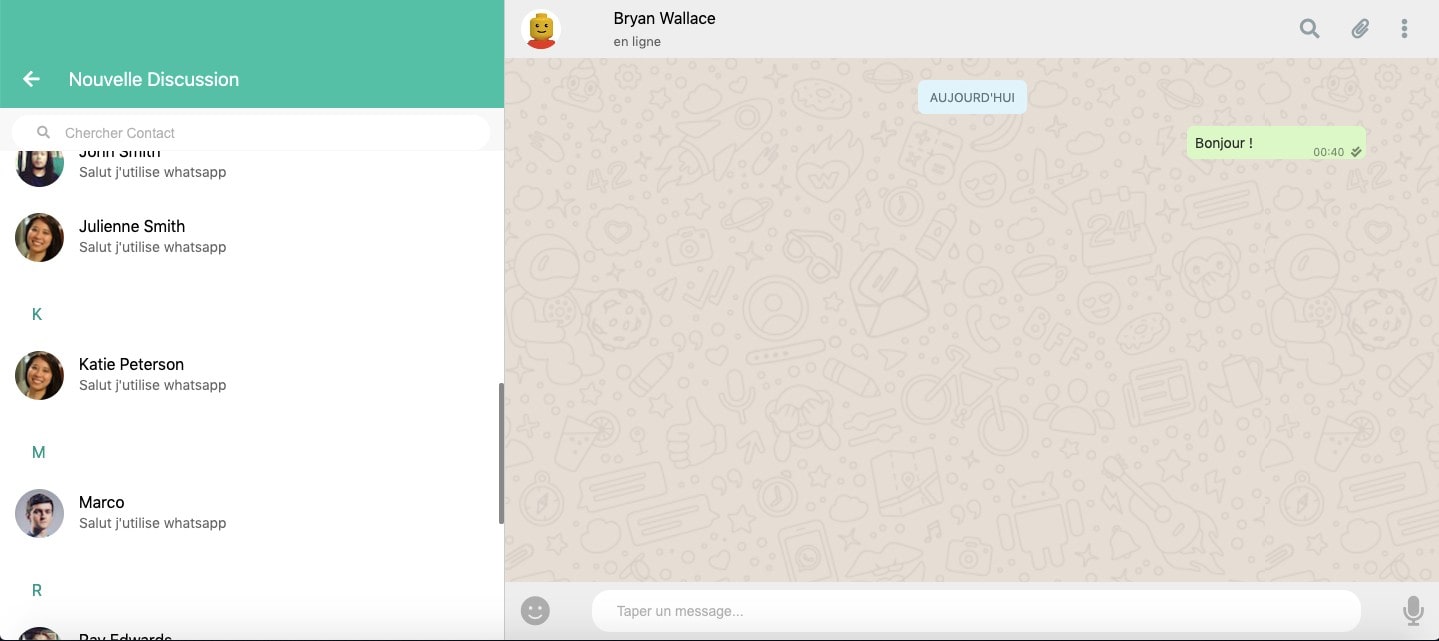 Nouvelle Discussion
Chercher Contact
John Smith
Salut j'utilise whatsapp
Julienne Smith
Salut j'utilise whatsapp
K
Katie Peterson
Salut j'utilise whatsapp
M
Marco
Salut j'utilise whatsapp
R
Ray Edwards
Bryan Wallace
en ligne
AUJOURD'HUI
Bonjour !
00:40
Taper un message...